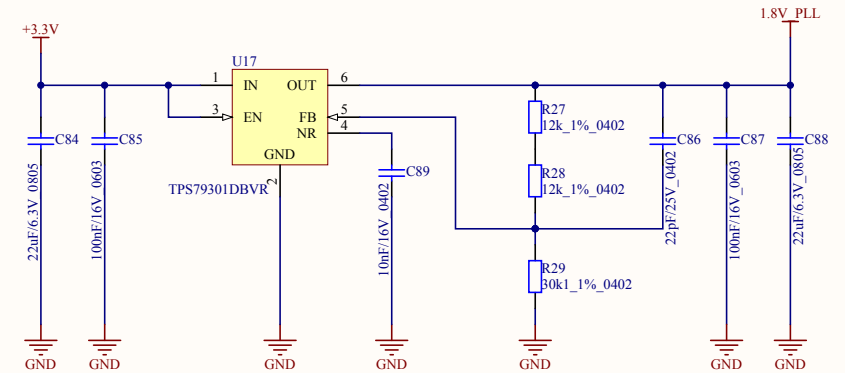 +3.3V
1.8V_PLL
U17
1
IN
OUT
6
3
EN
FB
5
NR
4
GND
2
TPS79301DBVR
C84
22uF/6.3V_0805
C85
100nF/16V_0603
C89
10nF/16V_0402
R27
12k_1%_0402
R28
12k_1%_0402
R29
30k1_1%_0402
C86
22pF/25V_0402
C87
100nF/16V_0603
C88
22uF/6.3V_0805
GND
GND
GND
GND
GND
GND
GND